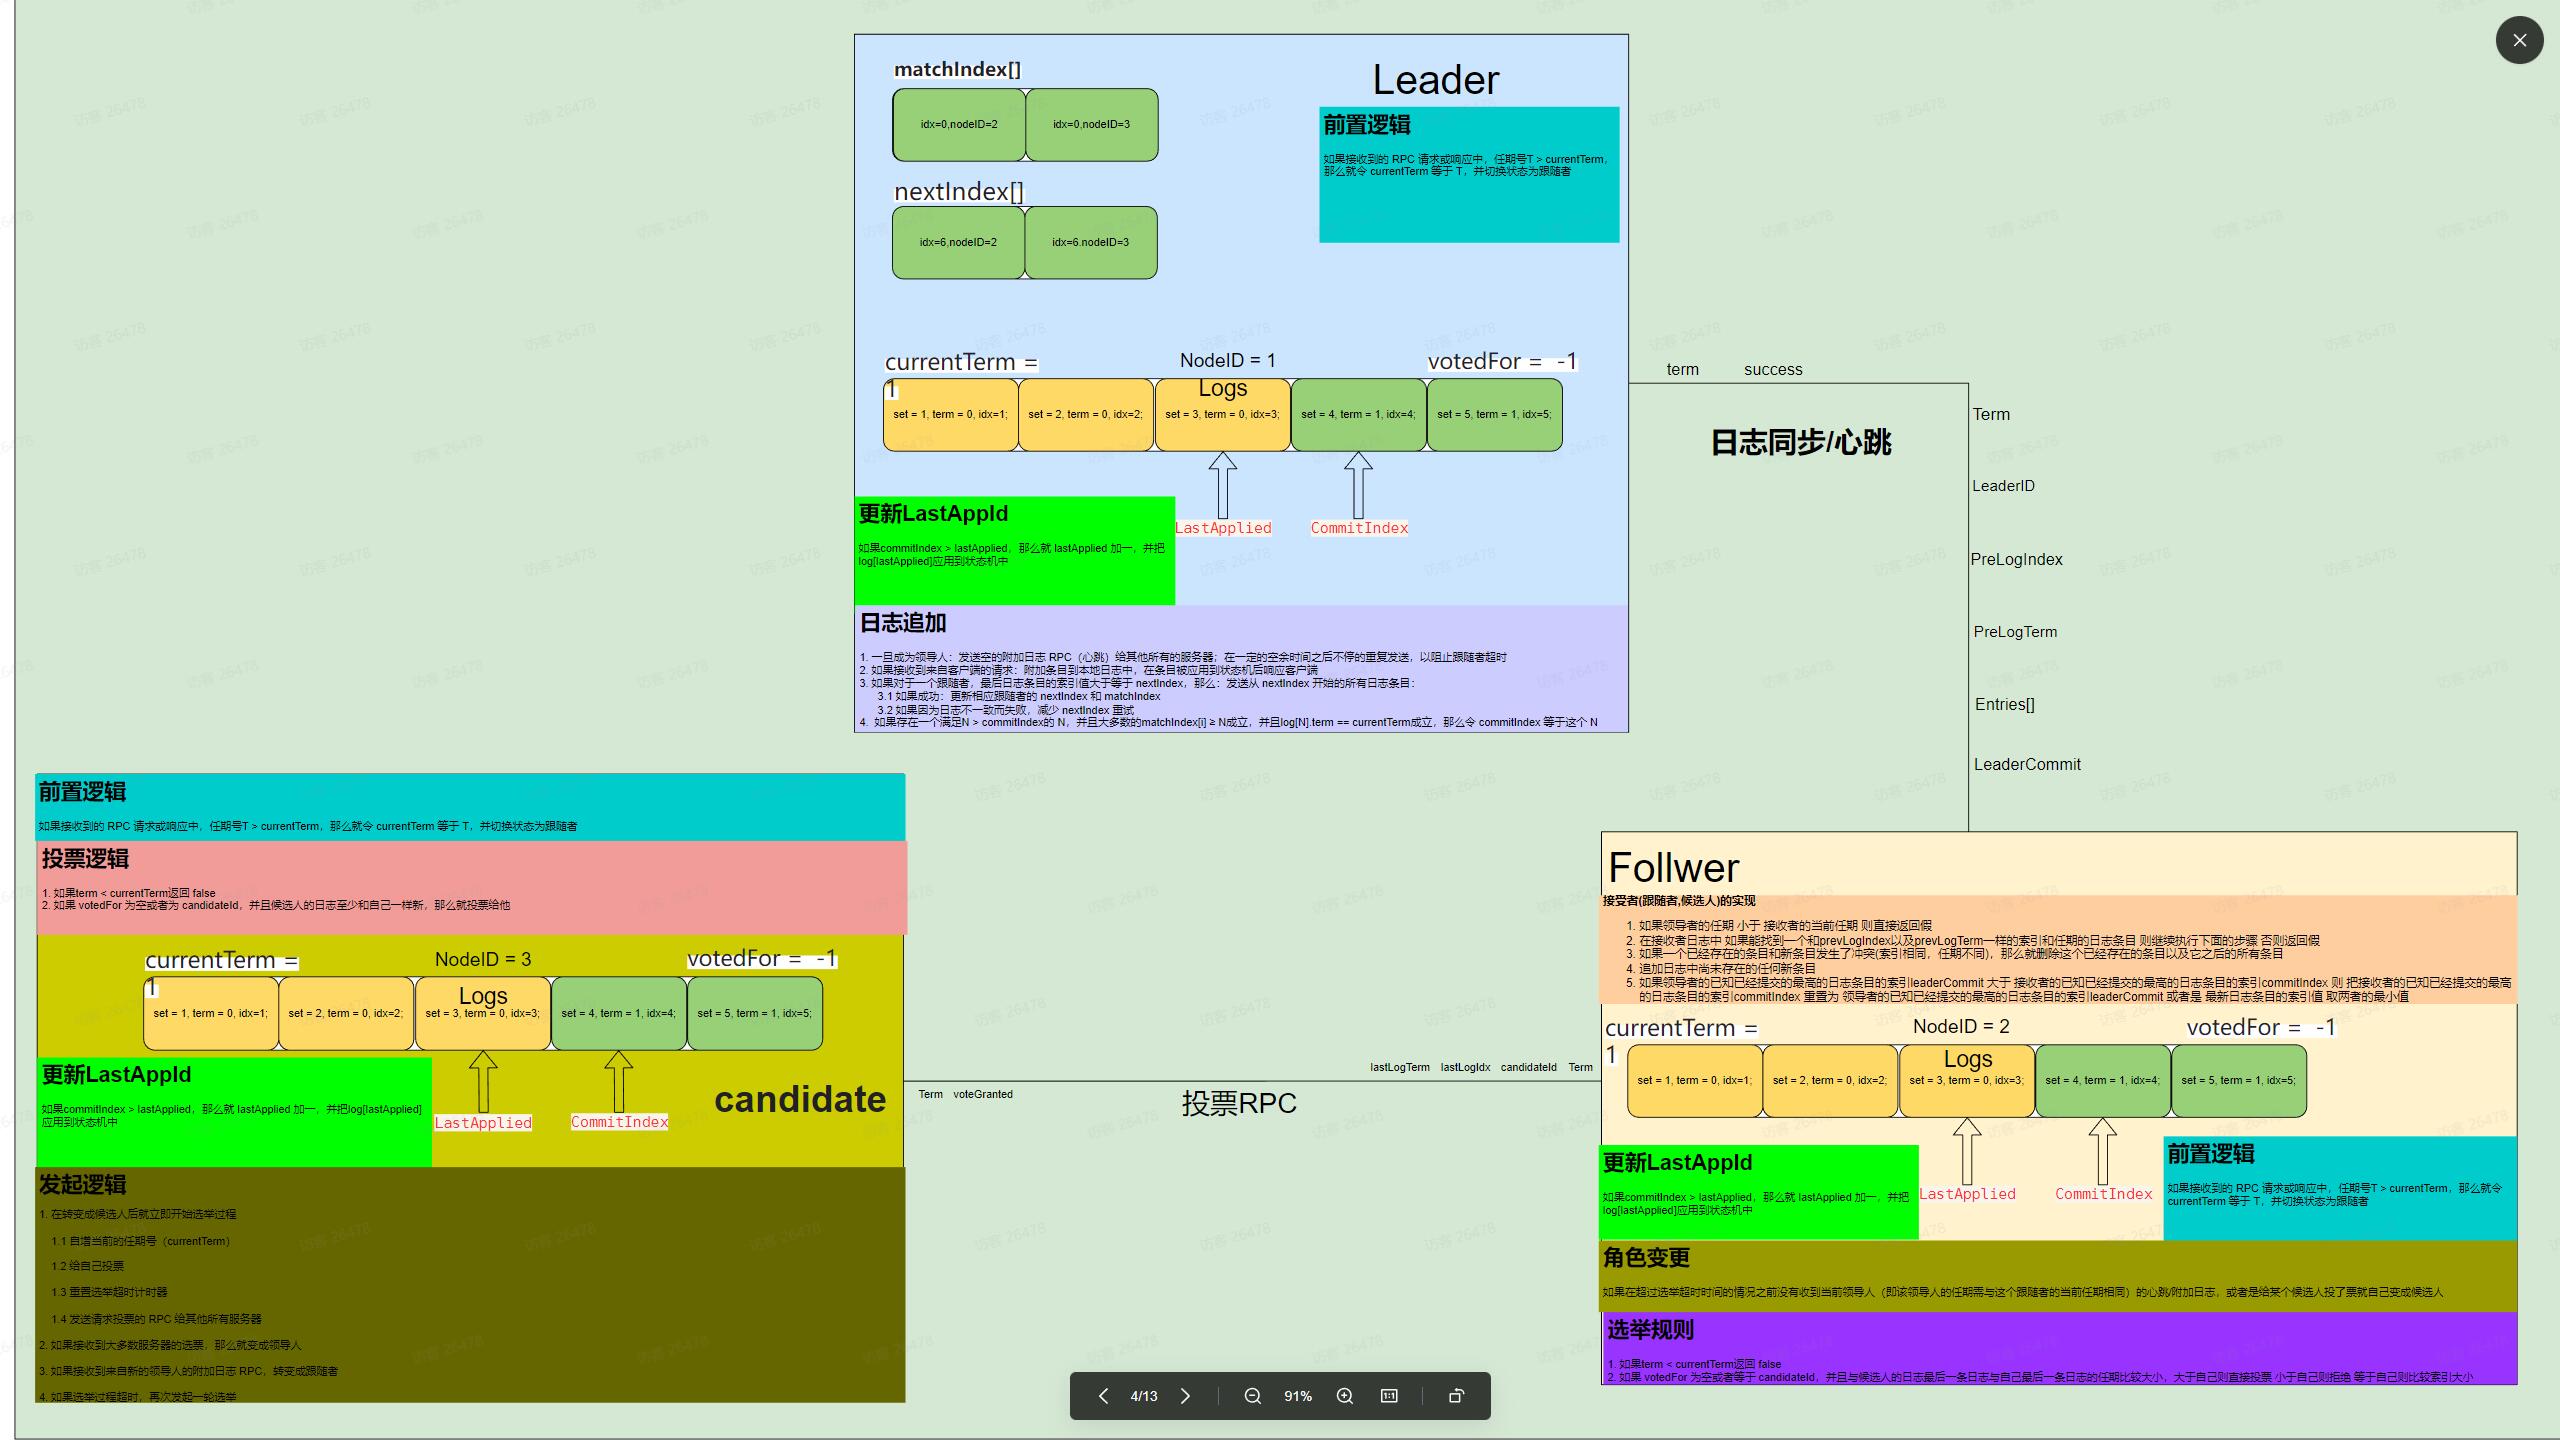 matchIndex[]
idx=0,nodeID=2
idx=0,nodeID=3
nextIndex[]
idx=6,nodeID=2
idx=6.nodeID=3
Leader
前置逻辑
如果接收到的 RPC 请求或响应中，任期号T > currentTerm，
那么就令 currentTerm 等于 T，并切换状态为跟随者
currentTerm =
1
NodeID = 1
votedFor = -1
Logs
set = 1, term = 0, idx=1;
set = 2, term = 0, idx=2;
set = 3, term = 0, idx=3;
set = 4, term = 1, idx=4;
set = 5, term = 1, idx=5;
LastApplied
CommitIndex
更新LastAppId
如果commitIndex > lastApplied，那么就 lastApplied 加一，并把
log[lastApplied]应用到状态机中
日志追加
1. 一旦成为领导人：发送空的附加日志 RPC（心跳）给其他所有的服务器；在一定的空余时间之后不停的重复发送，以阻止跟随者超时
2. 如果接收到来自客户端的请求：附加条目到本地日志中，在条目被应用到状态机后响应客户端
3. 如果对于一个跟随者，最后日志条目的索引值大于等于 nextIndex，那么：发送从 nextIndex 开始的所有日志条目：
3.1 如果成功：更新相应跟随者的 nextIndex 和 matchIndex
3.2 如果因为日志不一致而失败，减少 nextIndex 重试
4. 如果存在一个满足N > commitIndex的 N，并且大多数的matchIndex[i] ≥ N成立，并且log[N].term == currentTerm成立，那么令 commitIndex 等于这个 N
term success
日志同步/心跳
Term
LeaderID
PreLogIndex
PreLogTerm
Entries[]
LeaderCommit
前置逻辑
如果接收到的 RPC 请求或响应中，任期号T > currentTerm，那么就令 currentTerm 等于 T，并切换状态为跟随者
投票逻辑
1. 如果term < currentTerm返回 false
2. 如果 votedFor 为空或者为 candidateId，并且候选人的日志至少和自己一样新，那么就投票给他
currentTerm =
1
NodeID = 3
votedFor = -1
Logs
set = 1, term = 0, idx=1;
set = 2, term = 0, idx=2;
set = 3, term = 0, idx=3;
set = 4, term = 1, idx=4;
set = 5, term = 1, idx=5;
更新LastAppId
如果commitIndex > lastApplied，那么就 lastApplied 加一，并把log[lastApplied]
应用到状态机中
LastApplied
CommitIndex
candidate
发起逻辑
1. 在转变成候选人后就立即开始选举过程
1.1 自增当前的任期号（currentTerm）
1.2 给自己投票
1.3 重置选举超时计时器
1.4 发送请求投票的 RPC 给其他所有服务器
2. 如果接收到大多数服务器的选票，那么就变成领导人
3. 如果接收到来自新的领导人的附加日志 RPC，转变成跟随者
4. 如果选举过程超时，再次发起一轮选举
Term voteGranted
投票RPC
lastLogTerm lastLogIdx candidateId Term
Follwer
接受者(跟随者,候选人)的实现
1. 如果领导者的任期 小于 接收者的当前任期 则直接返回假
2. 在接收者日志中 如果能找到一个和prevLogIndex以及prevLogTerm一样的索引和任期的日志条目 则继续执行下面的步骤 否则返回假
3. 如果一个已经存在的条目和新条目发生了冲突(索引相同，任期不同)，那么就删除这个已经存在的条目以及它之后的所有条目
4. 追加日志中尚未存在的任何新条目
5. 如果领导者的已知已经提交的最高的日志条目的索引leaderCommit 大于 接收者的已知已经提交的最高的日志条目的索引commitIndex 则 把接收者的已知已经提交的最高
的日志条目的索引commitIndex 重置为 领导者的已知已经提交的最高的日志条目的索引leaderCommit 或者是 最新日志条目的索引值 取两者的最小值
currentTerm =
1
NodeID = 2
votedFor = -1
Logs
set = 1, term = 0, idx=1;
set = 2, term = 0, idx=2;
set = 3, term = 0, idx=3;
set = 4, term = 1, idx=4;
set = 5, term = 1, idx=5;
更新LastAppId
如果commitIndex > lastApplied，那么就 lastApplied 加一，并把
log[lastApplied]应用到状态机中
LastApplied
CommitIndex
前置逻辑
如果接收到的 RPC 请求或响应中，任期号T > currentTerm，那么就令
currentTerm 等于 T，并切换状态为跟随者
角色变更
如果在超过选举超时时间的情况之前没有收到当前领导人（即该领导人的任期需与这个跟随者的当前任期相同）的心跳/附加日志，或者是给某个候选人投了票就自己变成候选人
选举规则
1. 如果term < currentTerm返回 false
2. 如果 votedFor 为空或者等于 candidateId，并且与候选人的日志最后一条日志与自己最后一条日志的任期比较大小，大于自己则直接投票 小于自己则拒绝 等于自己则比较索引大小
4/13
91%
1:1
访客 26478